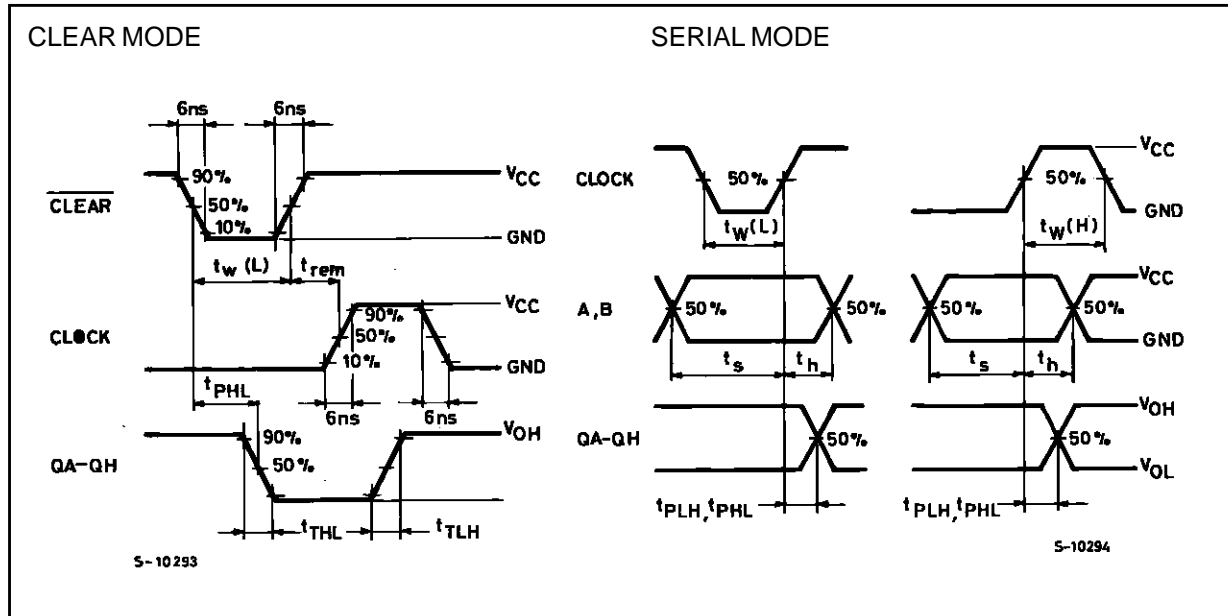 CLEAR MODE
6ns 6ns
90%
50%
10%
VCC
CLEAR
GND
tw (L) trem
VCC
90%
50%
10%
CLOCK
GND
tPHL
6ns 6ns
VOH
90%
50%
QA-QH
tTHL tTLH
S-10293
SERIAL MODE
VCC
CLOCK 50% 50%
GND
tW(L) tW(H)
VCC
A,B 50% 50% 50% 50%
GND
ts th ts th
VOH
QA-QH 50% 50%
VOL
tPLH,tPHL tPLH,tPHL
S-10294